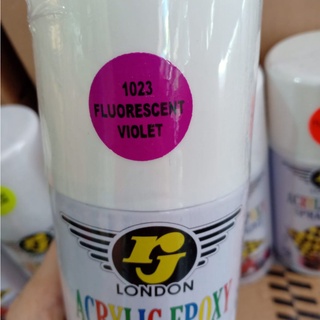 1023
FLUORESCENT
VIOLET
rj
LONDON
ACRYLIC EPOXY